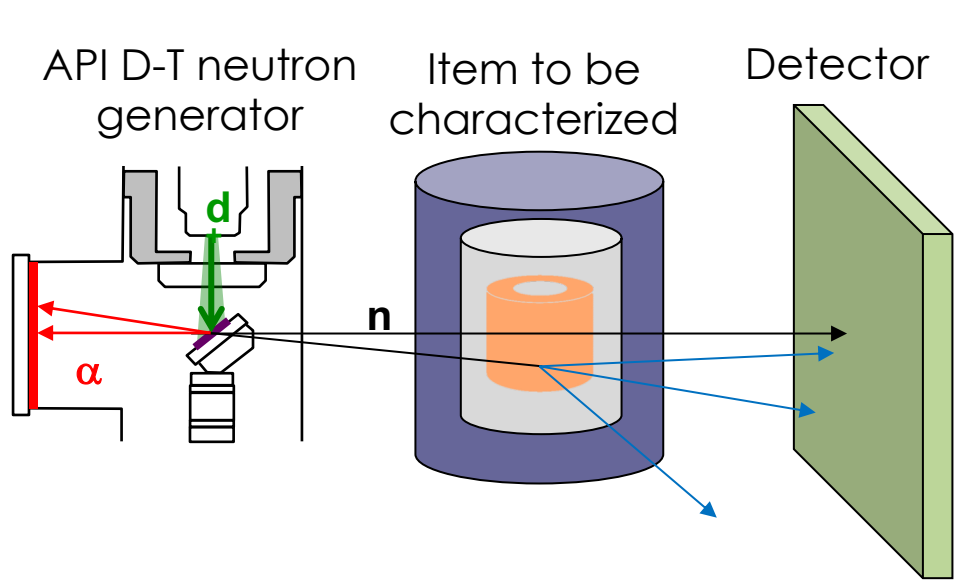 API D-T neutron
generator
Item to be
characterized
Detector
d
n
α